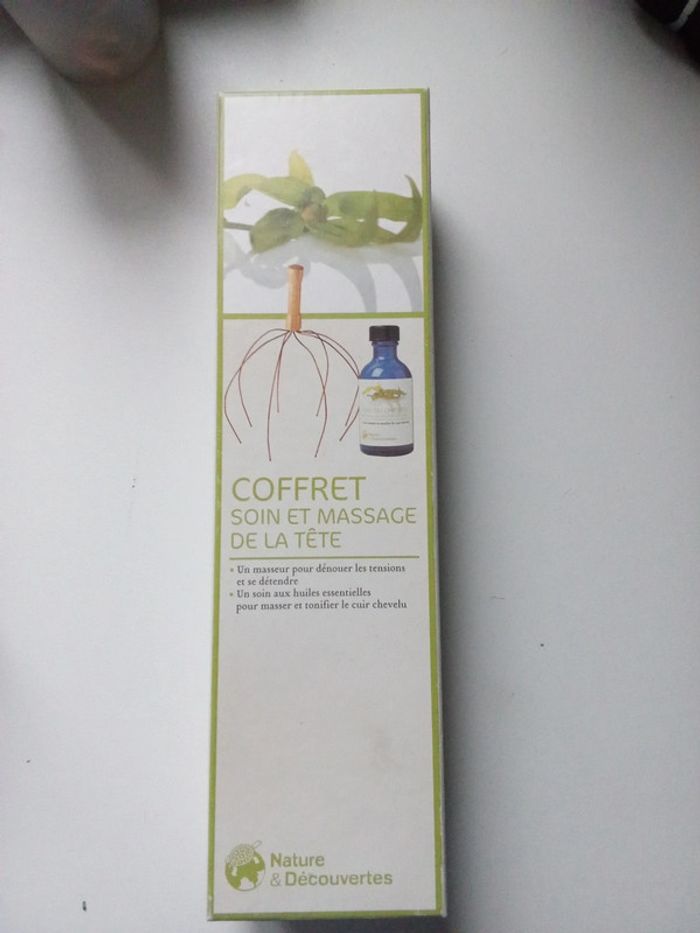 COFFRET
SOIN ET MASSAGE
DE LA TÊTE
• Un masseur pour dénouer les tensions
et se détendre
• Un soin aux huiles essentielles
pour masser et tonifier le cuir chevelu
Nature
& Découvertes